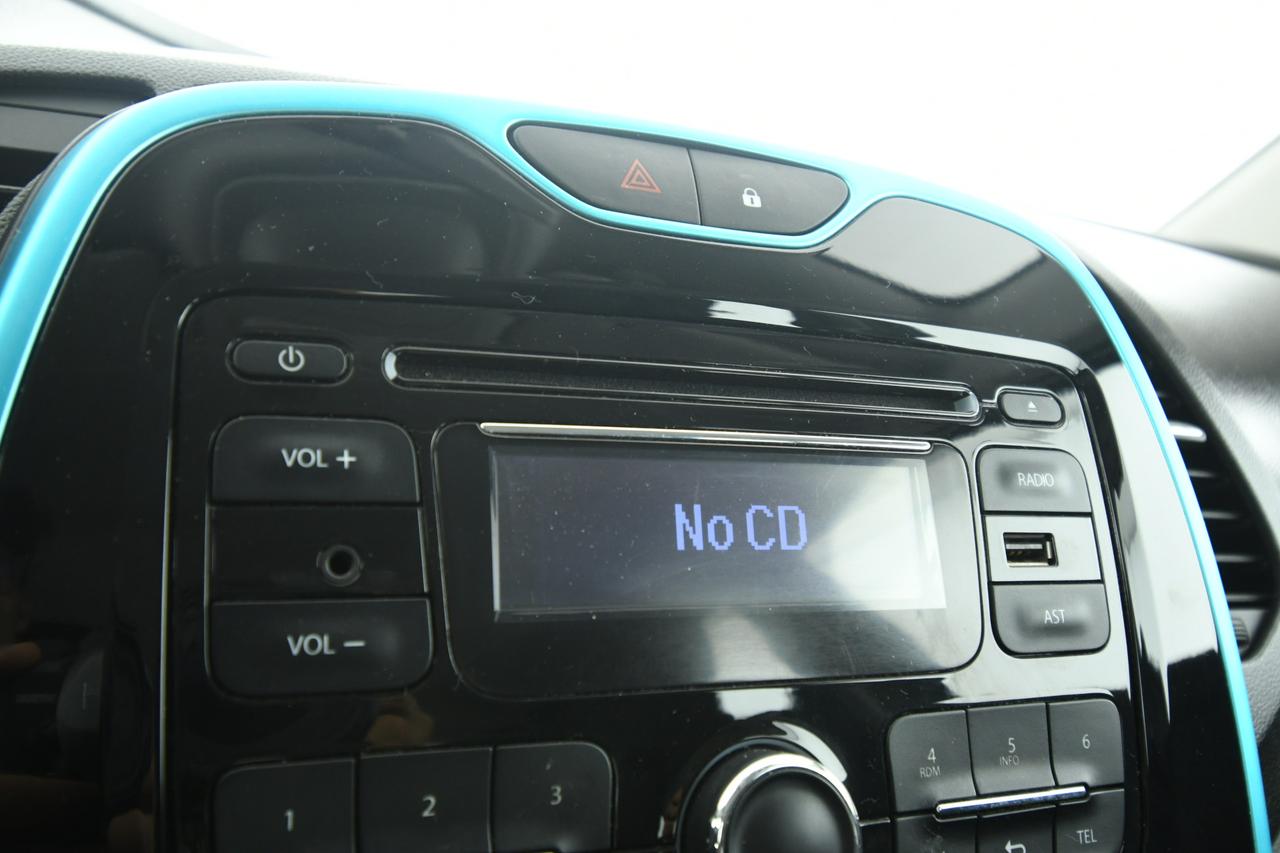 VOL +
No CD
RADIO
VOL −
AST
1
2
3
4
RDM
5
INFO
6
TEL